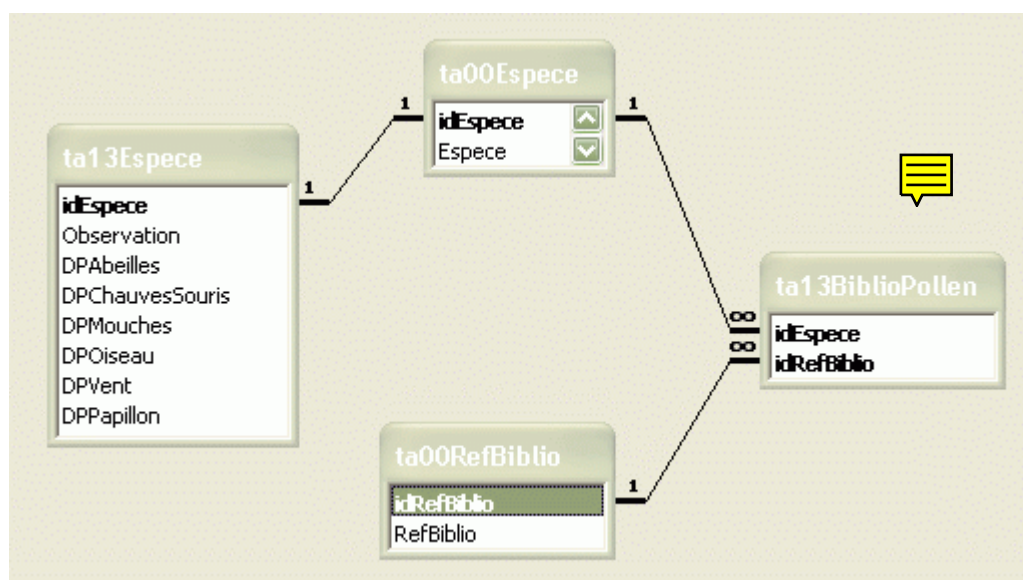 ta00Espece
1
1
idEspece
Espece
ta13Espece
1
idEspece
Observation
DPAbeilles
DPChauvesSouris
DPMouches
DPOiseau
DPVent
DPPapillon
ta13BiblioPollen
∞
idEspece
∞
idRefBiblio
ta00RefBiblio
1
idRefBiblio
RefBiblio